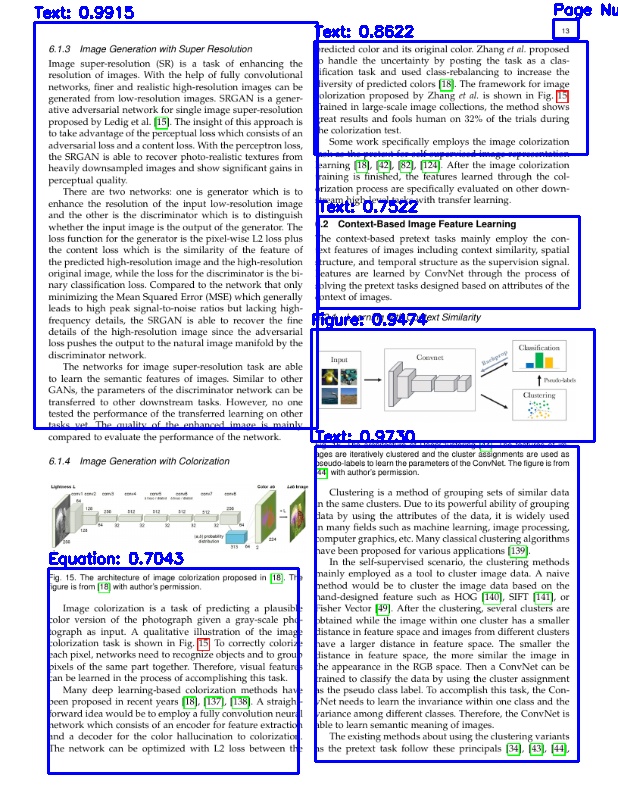 Text: 0.9915
6.1.3 Image Generation with Super Resolution
Image super-resolution (SR) is a task of enhancing the
resolution of images. With the help of fully convolutional
networks, finer and realistic high-resolution images can be
generated from low-resolution images. SRGAN is a gener-
ative adversarial network for single image super-resolution
proposed by Ledig et al. [15]. The insight of this approach is
to take advantage of the perceptual loss which consists of an
adversarial loss and a content loss. With the perceptron loss,
the SRGAN is able to recover photo-realistic textures from
heavily downsampled images and show significant gains in
perceptual quality.
There are two networks: one is generator which is to
enhance the resolution of the input low-resolution image
and the other is the discriminator which is to distinguish
whether the input image is the output of the generator. The
loss function for the generator is the pixel-wise L2 loss plus
the content loss which is the similarity of the feature of
the predicted high-resolution image and the high-resolution
original image, while the loss for the discriminator is the bi-
nary classification loss. Compared to the network that only
minimizing the Mean Squared Error (MSE) which generally
leads to high peak signal-to-noise ratios but lacking high-
frequency details, the SRGAN is able to recover the fine
details of the high-resolution image since the adversarial
loss pushes the output to the natural image manifold by the
discriminator network.
The networks for image super-resolution task are able
to learn the semantic features of images. Similar to other
GANs, the parameters of the discriminator network can be
transferred to other downstream tasks. However, no one
tested the performance of the transferred learning on other
tasks yet. The quality of the enhanced image is mainly
compared to evaluate the performance of the network.
6.1.4 Image Generation with Colorization
Lightness L
Color ab
Lab Image
conv1 conv2 conv3 conv4 conv5 conv6 conv7 conv8
(a,b) probability
distribution
Equation: 0.7043
Fig. 15. The architecture of image colorization proposed in [18]. The
figure is from [18] with author's permission.
Image colorization is a task of predicting a plausible
color version of the photograph given a gray-scale pho-
tograph as input. A qualitative illustration of the image
colorization task is shown in Fig. 15. To correctly colorize
each pixel, networks need to recognize objects and to group
pixels of the same part together. Therefore, visual features
can be learned in the process of accomplishing this task.
Many deep learning-based colorization methods have
been proposed in recent years [18], [137], [138]. A straigh-
forward idea would be to employ a fully convolution neural
network which consists of an encoder for feature extraction
and a decoder for the color hallucination to colorization.
The network can be optimized with L2 loss between the
Page Nu
13
Text: 0.8622
predicted color and its original color. Zhang et al. proposed
to handle the uncertainty by posting the task as a clas-
sification task and used class-rebalancing to increase the
diversity of predicted colors [18]. The framework for image
colorization proposed by Zhang et al. is shown in Fig. 15.
Trained in large-scale image collections, the method shows
great results and fools human on 32% of the trials during
the colorization test.
Some work specifically employs the image colorization
task as the pretext for self-supervised image representation
learning [18], [42], [82], [124]. After the image colorization
training is finished, the features learned through the col-
orization process are specifically evaluated on other down-
stream high-level tasks with transfer learning.
Text: 0.7522
6.2 Context-Based Image Feature Learning
The context-based pretext tasks mainly employ the con-
text features of images including context similarity, spatial
structure, and temporal structure as the supervision signal.
Features are learned by ConvNet through the process of
solving the pretext tasks designed based on attributes of the
context of images.
Context Similarity
Figure: 0.9474
Input
Convnet
Backprop
Classification
Pseudo-labels
Clustering
Text: 0.9730
ages are iteratively clustered and the cluster assignments are used as
pseudo-labels to learn the parameters of the ConvNet. The figure is from
[44] with author's permission.
Clustering is a method of grouping sets of similar data
in the same clusters. Due to its powerful ability of grouping
data by using the attributes of the data, it is widely used
in many fields such as machine learning, image processing,
computer graphics, etc. Many classical clustering algorithms
have been proposed for various applications [139].
In the self-supervised scenario, the clustering methods
mainly employed as a tool to cluster image data. A naive
method would be to cluster the image data based on the
hand-designed feature such as HOG [140], SIFT [141], or
Fisher Vector [49]. After the clustering, several clusters are
obtained while the image within one cluster has a smaller
distance in feature space and images from different clusters
have a larger distance in feature space. The smaller the
distance in feature space, the more similar the image in
the appearance in the RGB space. Then a ConvNet can be
trained to classify the data by using the cluster assignment
as the pseudo class label. To accomplish this task, the Con-
vNet needs to learn the invariance within one class and the
variance among different classes. Therefore, the ConvNet is
able to learn semantic meaning of images.
The existing methods about using the clustering variants
as the pretext task follow these principals [34], [43], [44],